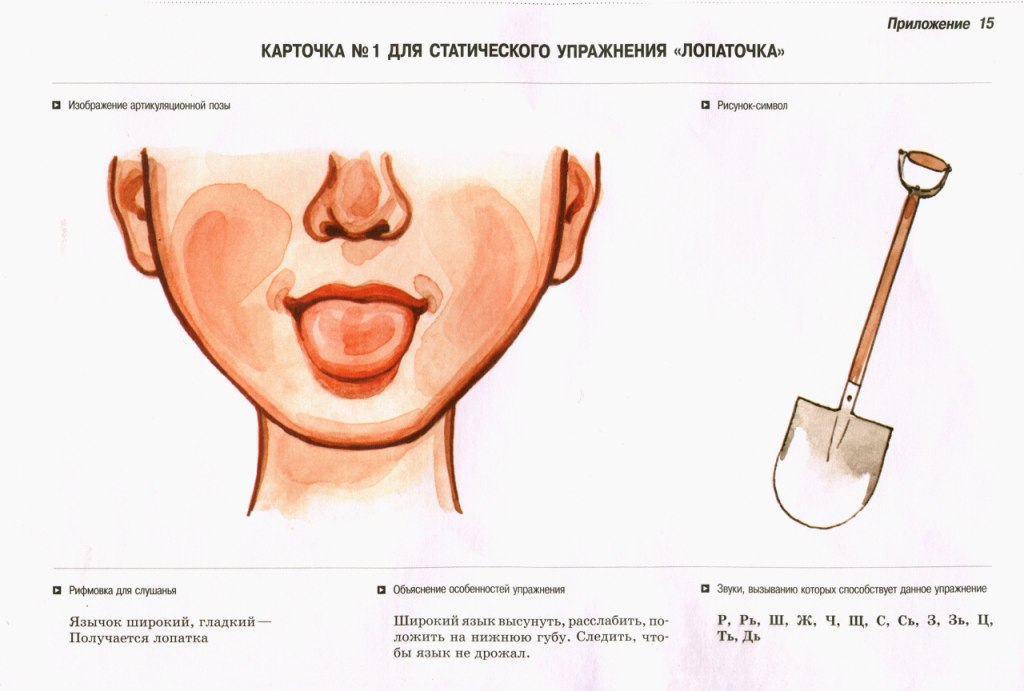 Приложение 15
КАРТОЧКА № 1 ДЛЯ СТАТИЧЕСКОГО УПРАЖНЕНИЯ «ЛОПАТОЧКА»
Изображение артикуляционной позы
Рисунок-символ
Рифмовка для слушанья
Язычок широкий, гладкий —
Получается лопатка
Объяснение особенностей упражнения
Широкий язык высунуть, расслабить, по-
ложить на нижнюю губу. Следить, что-
бы язык не дрожал.
Звуки, вызыванию которых способствует данное упражнение
Р, Рь, Ш, Ж, Ч, Щ, С, Сь, З, Зь, Ц,
Ть, Дь